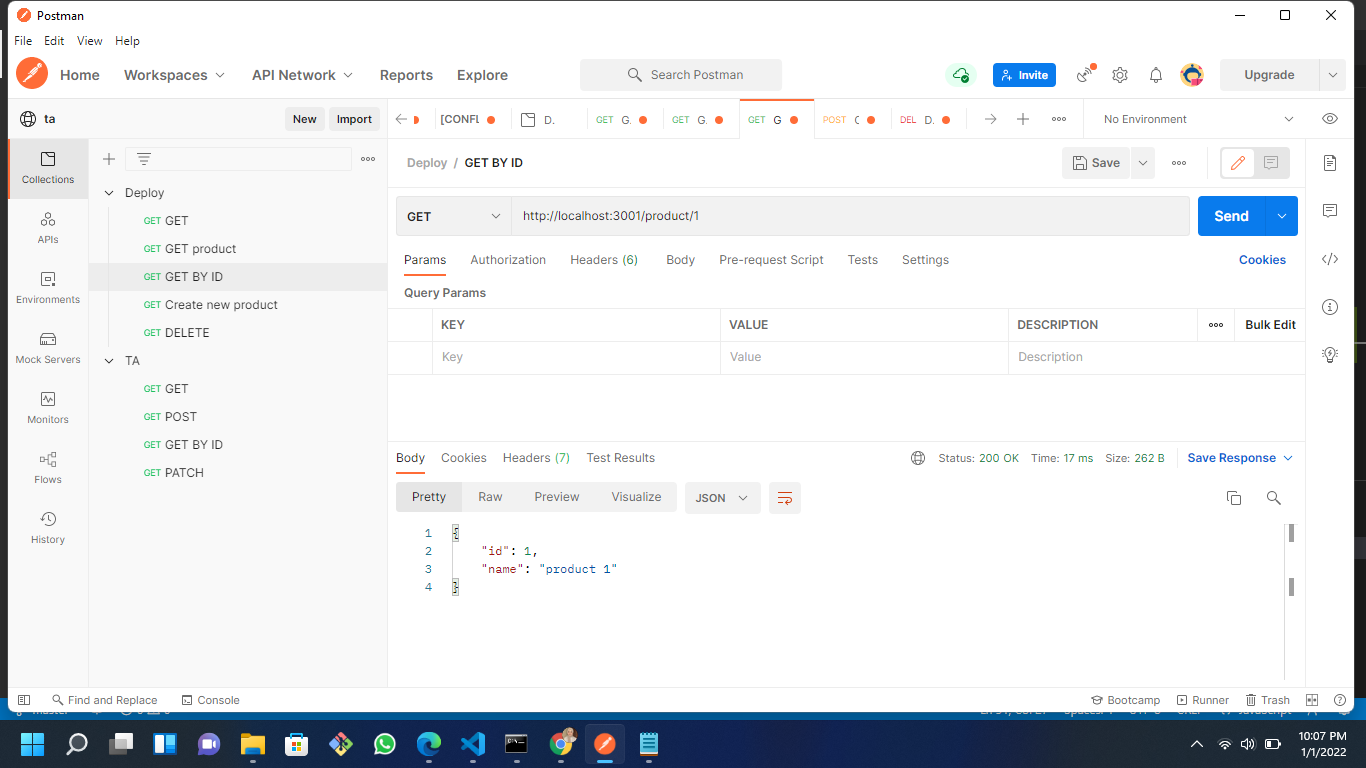 Postman
File Edit View Help
Home Workspaces API Network Reports Explore Search Postman Invite Upgrade
ta New Import [CONFL D. GET G. GET G. GET G POST DEL D. No Environment
Deploy / GET BY ID Save
Collections
APIs
Environments
Mock Servers
Monitors
Flows
History
Deploy
GET GET
GET GET product
GET GET BY ID
GET Create new product
GET DELETE
TA
GET GET
GET POST
GET GET BY ID
GET PATCH
GET http://localhost:3001/product/1 Send
Params Authorization Headers (6) Body Pre-request Script Tests Settings Cookies
Query Params
KEY VALUE DESCRIPTION Bulk Edit
Key Value Description
Body Cookies Headers (7) Test Results Status: 200 OK Time: 17 ms Size: 262 B Save Response
Pretty Raw Preview Visualize JSON
1 {
2 "id": 1,
3 "name": "product 1"
4 }
Find and Replace Console Bootcamp Runner Trash
10:07 PM
1/1/2022